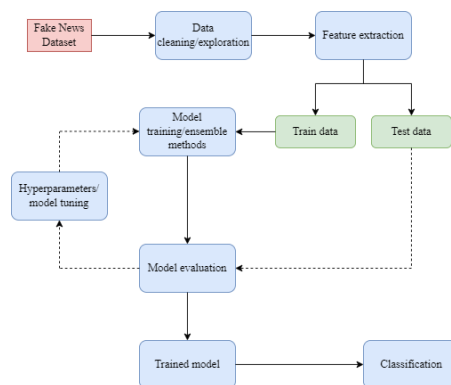 Fake News
Dataset
Data
cleaning/exploration
Feature extraction
Model
training/ensemble
methods
Train data
Test data
Hyperparameters/
model tuning
Model evaluation
Trained model
Classification